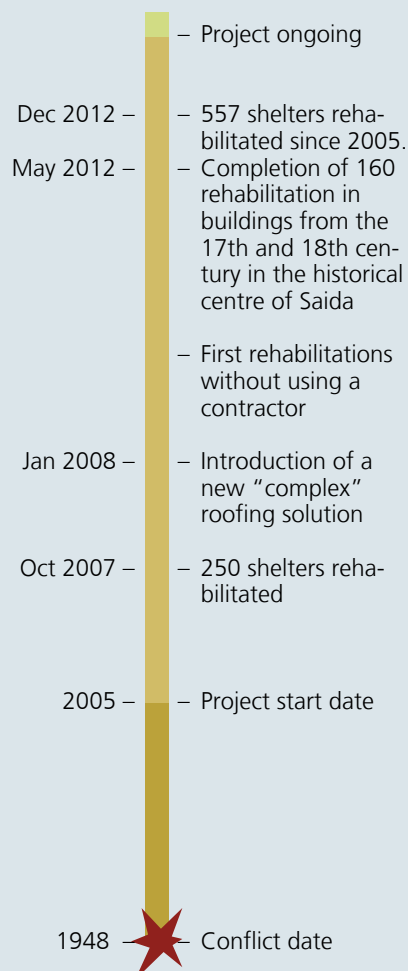 – Project ongoing
Dec 2012 – – 557 shelters reha-
bilitated since 2005.
May 2012 – – Completion of 160
rehabilitation in
buildings from the
17th and 18th cen-
tury in the historical
centre of Saida
– First rehabilitations
without using a
contractor
Jan 2008 – – Introduction of a
new “complex”
roofing solution
Oct 2007 – – 250 shelters reha-
bilitated
2005 – – Project start date
1948 – – Conflict date